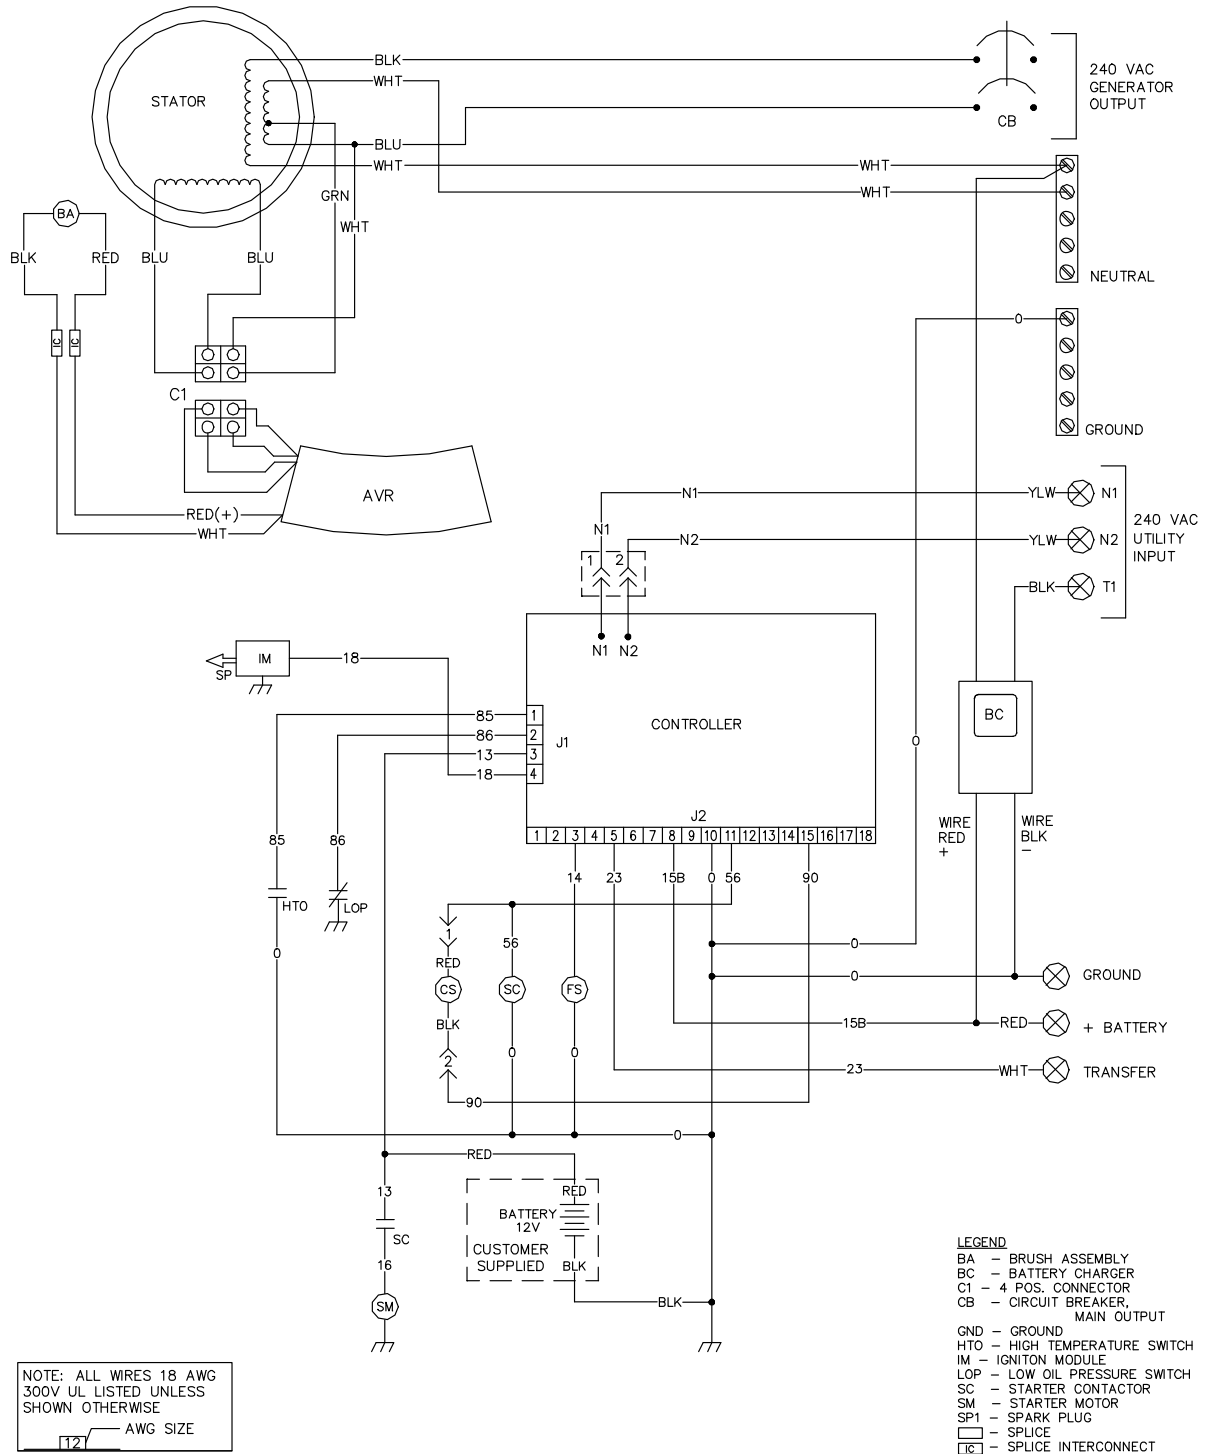 BLK
WHT
STATOR
240 VAC
GENERATOR
OUTPUT
CB
BLU
WHT
WHT
WHT
GRN
WHT
BA
BLK
RED
BLU
BLU
NEUTRAL
0
IC
IC
C1
GROUND
AVR
RED(+)
WHT
N1
YLW
N1
240 VAC
UTILITY
INPUT
N1
N2
YLW
N2
1
2
BLK
T1
N1
N2
IM
18
SP
CONTROLLER
BC
85
1
86
2
J1
13
3
18
4
0
J2
1 2 3 4 5 6 7 8 9 10 11 12 13 14 15 16 17 18
WIRE
RED
+
WIRE
BLK
-
85
86
14
23
15B
0
56
90
HTO
LOP
0
1
56
0
RED
CS
SC
FS
0
GROUND
BLK
15B
RED
+ BATTERY
2
0
0
23
WHT
TRANSFER
90
0
RED
13
RED
BATTERY
12V
SC
CUSTOMER
SUPPLIED
16
BLK
SM
BLK
LEGEND
BA – BRUSH ASSEMBLY
BC – BATTERY CHARGER
C1 – 4 POS. CONNECTOR
CB – CIRCUIT BREAKER,
MAIN OUTPUT
GND – GROUND
HTO – HIGH TEMPERATURE SWITCH
IM – IGNITON MODULE
LOP – LOW OIL PRESSURE SWITCH
SC – STARTER CONTACTOR
SM – STARTER MOTOR
SP1 – SPARK PLUG
– SPLICE
IC – SPLICE INTERCONNECT
NOTE: ALL WIRES 18 AWG
300V UL LISTED UNLESS
SHOWN OTHERWISE
AWG SIZE
12